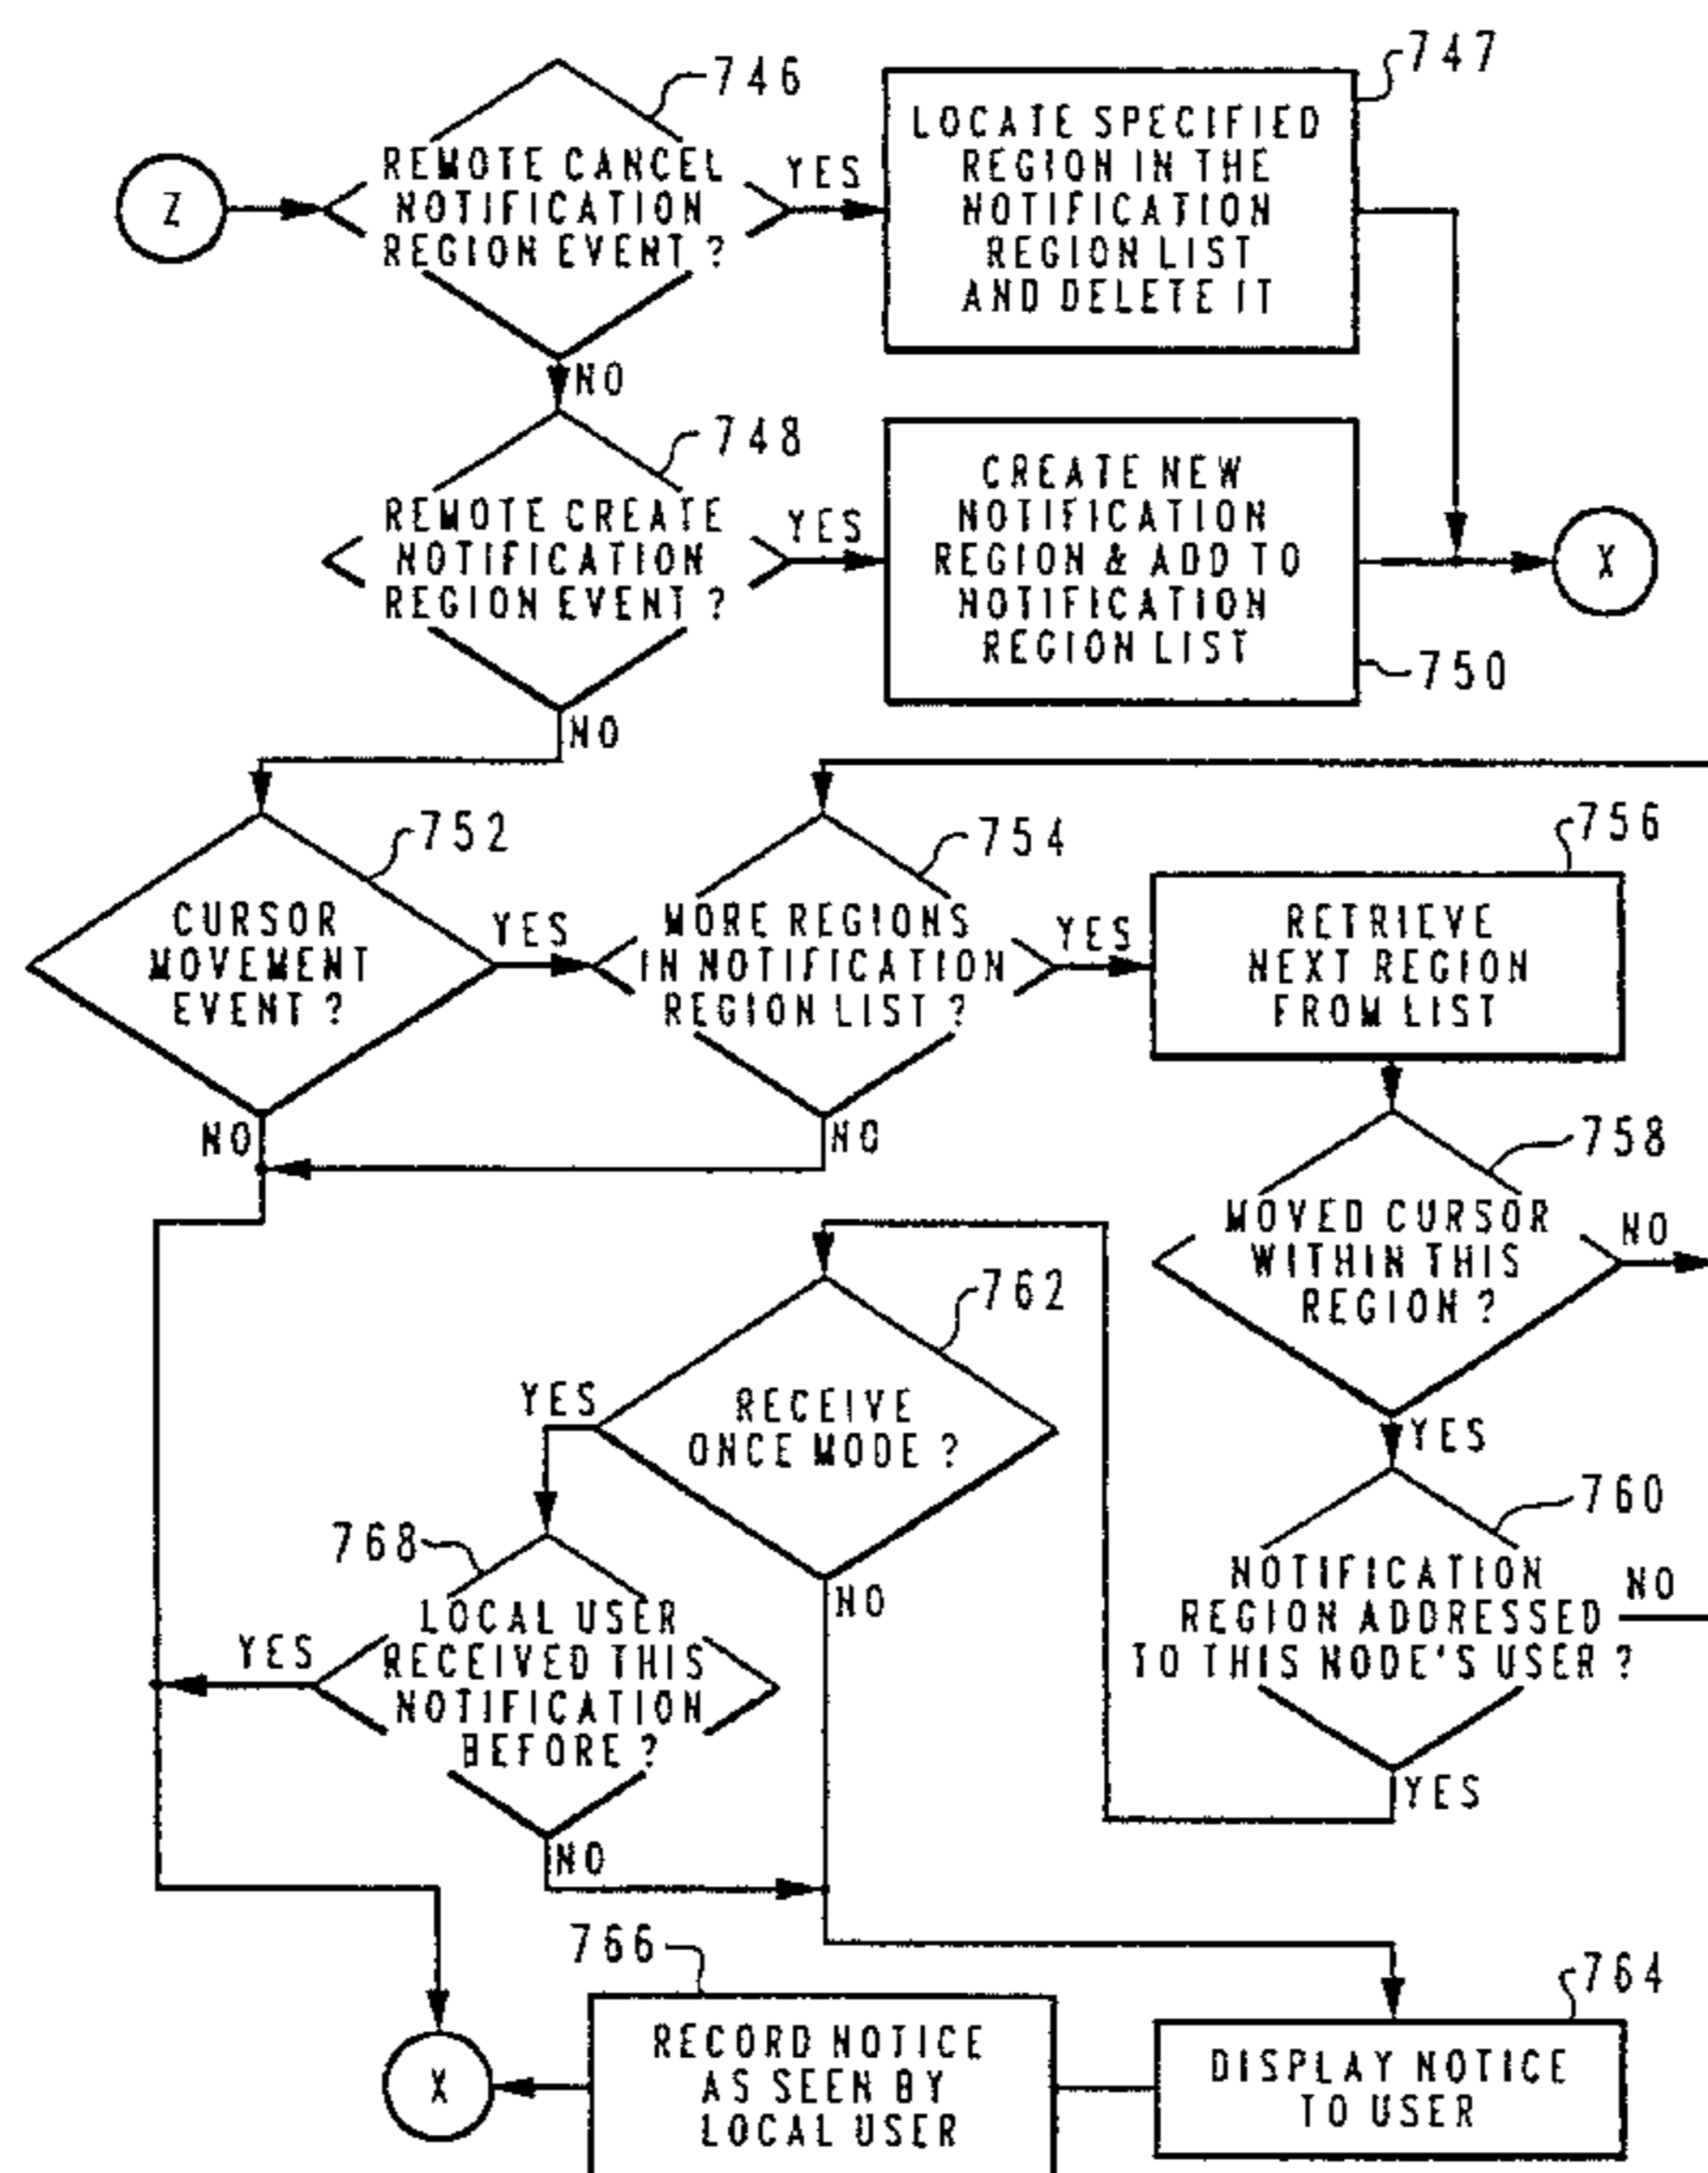 746
747
REMOTE CANCEL
NOTIFICATION
REGION EVENT ?
YES
LOCATE SPECIFIED
REGION IN THE
NOTIFICATION
REGION LIST
AND DELETE IT
Z
NO
748
REMOTE CREATE
NOTIFICATION
REGION EVENT ?
YES
CREATE NEW
NOTIFICATION
REGION & ADD TO
NOTIFICATION
REGION LIST
X
750
NO
752
CURSOR
MOVEMENT
EVENT ?
YES
754
MORE REGIONS
IN NOTIFICATION
REGION LIST ?
YES
756
RETRIEVE
NEXT REGION
FROM LIST
NO
NO
758
MOVED CURSOR
WITHIN THIS
REGION ?
NO
YES
762
RECEIVE
ONCE MODE ?
YES
NO
760
NOTIFICATION
REGION ADDRESSED
TO THIS NODE'S USER ?
NO
YES
768
LOCAL USER
RECEIVED THIS
NOTIFICATION
BEFORE ?
YES
NO
766
RECORD NOTICE
AS SEEN BY
LOCAL USER
764
DISPLAY NOTICE
TO USER
X